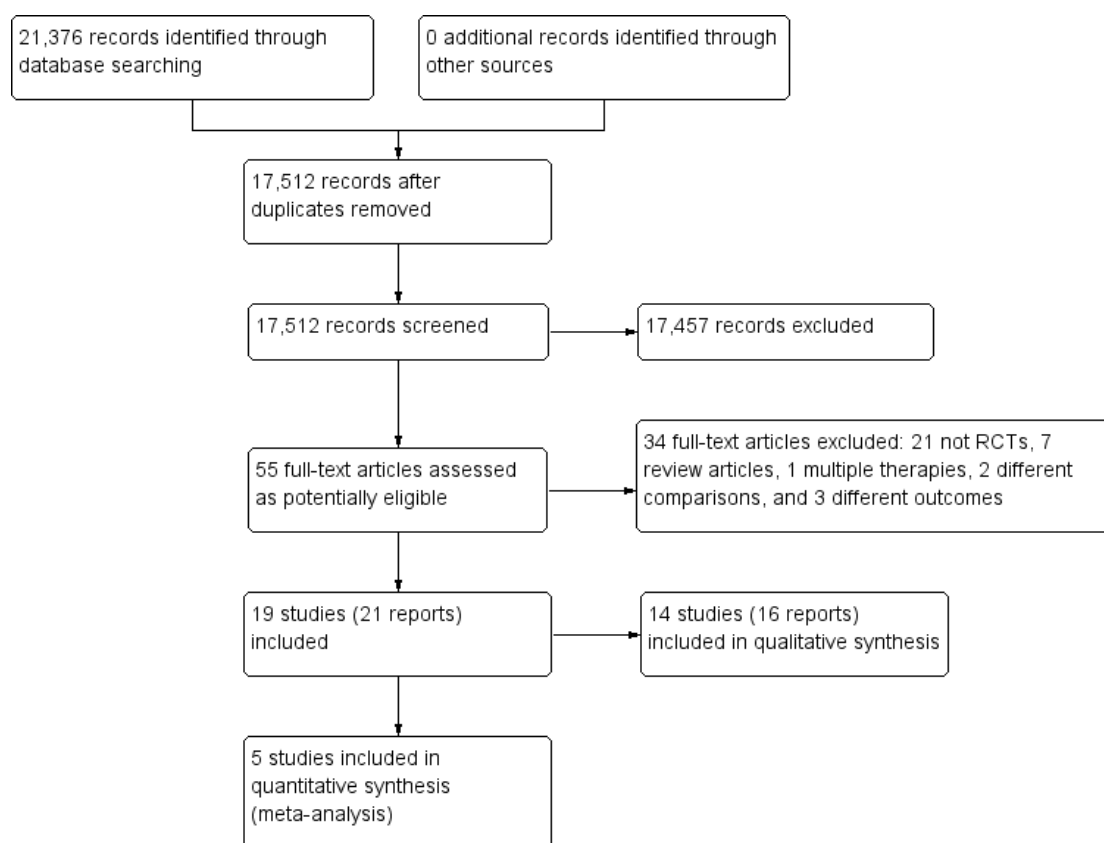 21,376 records identified through
database searching
0 additional records identified through
other sources
17,512 records after
duplicates removed
17,512 records screened
17,457 records excluded
55 full-text articles assessed
as potentially eligible
34 full-text articles excluded: 21 not RCTs, 7
review articles, 1 multiple therapies, 2 different
comparisons, and 3 different outcomes
19 studies (21 reports)
included
14 studies (16 reports)
included in qualitative synthesis
5 studies included in
quantitative synthesis
(meta-analysis)